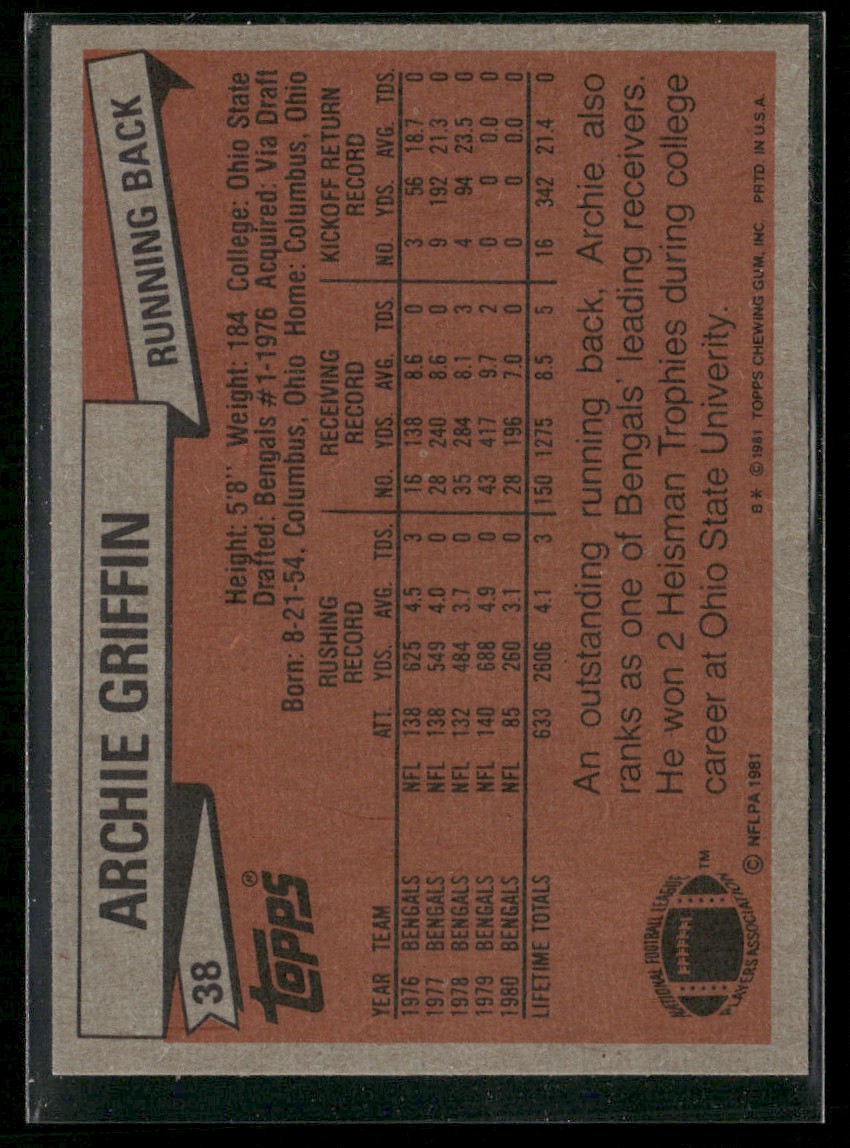 ARCHIE GRIFFIN
RUNNING BACK
38
TOPPS®
Height: 5'8" Weight: 184 College: Ohio State
Drafted: Bengals #1-1976 Acquired: Via Draft
Born: 8-21-54, Columbus, Ohio Home: Columbus, Ohio
RUSHING RECORD RECEIVING RECORD KICKOFF RETURN RECORD
YEAR TEAM ATT. YDS. AVG. TDS. NO. YDS. AVG. TDS. NO. YDS. AVG. TDS.
1976 BENGALS NFL 138 625 4.5 3 16 138 8.6 0 3 56 18.7 0
1977 BENGALS NFL 138 549 4.0 0 28 240 8.6 0 9 192 21.3 0
1978 BENGALS NFL 132 484 3.7 0 35 284 8.1 3 4 94 23.5 0
1979 BENGALS NFL 140 688 4.9 0 43 417 9.7 2 0 0 0.0 0
1980 BENGALS NFL 85 260 3.1 0 28 196 7.0 0 0 0 0.0 0
LIFETIME TOTALS 633 2606 4.1 3 150 1275 8.5 5 16 342 21.4 0
An outstanding running back, Archie also
ranks as one of Bengals' leading receivers.
He won 2 Heisman Trophies during college
career at Ohio State Univerity.
NATIONAL FOOTBALL LEAGUE
PLAYERS ASSOCIATION
TM
© NFLPA 1981
8* ©1981 TOPPS CHEWING GUM, INC. PRTD. IN U.S.A.